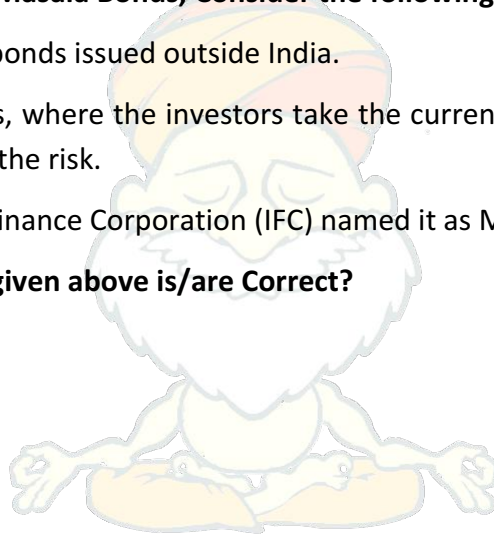 Masala Bonds, Consider the following
bonds issued outside India.
s, where the investors take the curren
the risk.
inance Corporation (IFC) named it as M
given above is/are Correct?